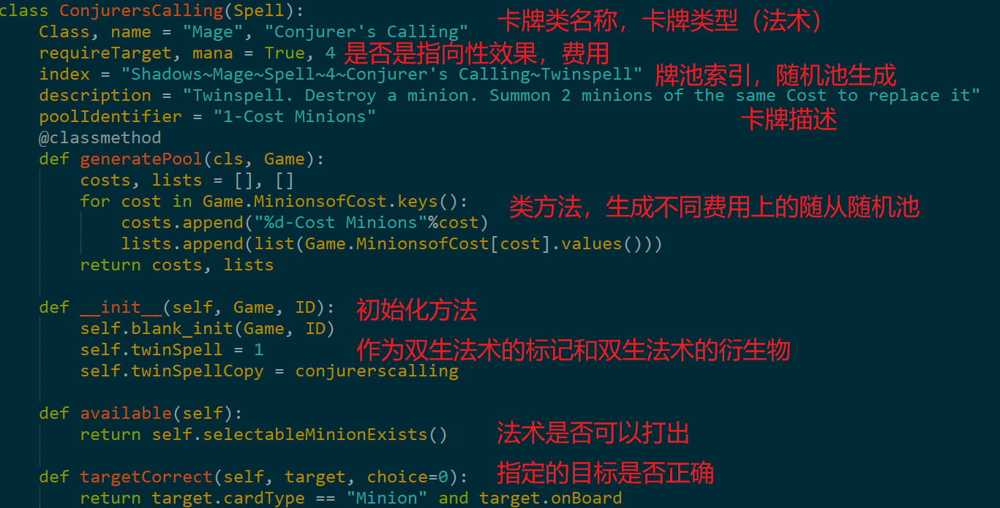 class ConjurersCalling(Spell): 卡牌类名称，卡牌类型（法术）
Class, name = "Mage", "Conjurer's Calling"
requireTarget, mana = True, 4 是否是指向性效果，费用
index = "Shadows~Mage~Spell~4~Conjurer's Calling~Twinspell" 牌池索引，随机池生成
description = "Twinspell. Destroy a minion. Summon 2 minions of the same Cost to replace it"
poolIdentifier = "1-Cost Minions" 卡牌描述
@classmethod
def generatePool(cls, Game):
costs, lists = [], []
for cost in Game.MinionsofCost.keys(): 类方法，生成不同费用上的随从随机池
costs.append("%d-Cost Minions"%cost)
lists.append(list(Game.MinionsofCost[cost].values()))
return costs, lists
def __init__(self, Game, ID): 初始化方法
self.blank_init(Game, ID)
self.twinSpell = 1 作为双生法术的标记和双生法术的衍生物
self.twinSpellCopy = conjurerscalling
def available(self):
return self.selectableMinionExists() 法术是否可以打出
def targetCorrect(self, target, choice=0): 指定的目标是否正确
return target.cardType == "Minion" and target.onBoard